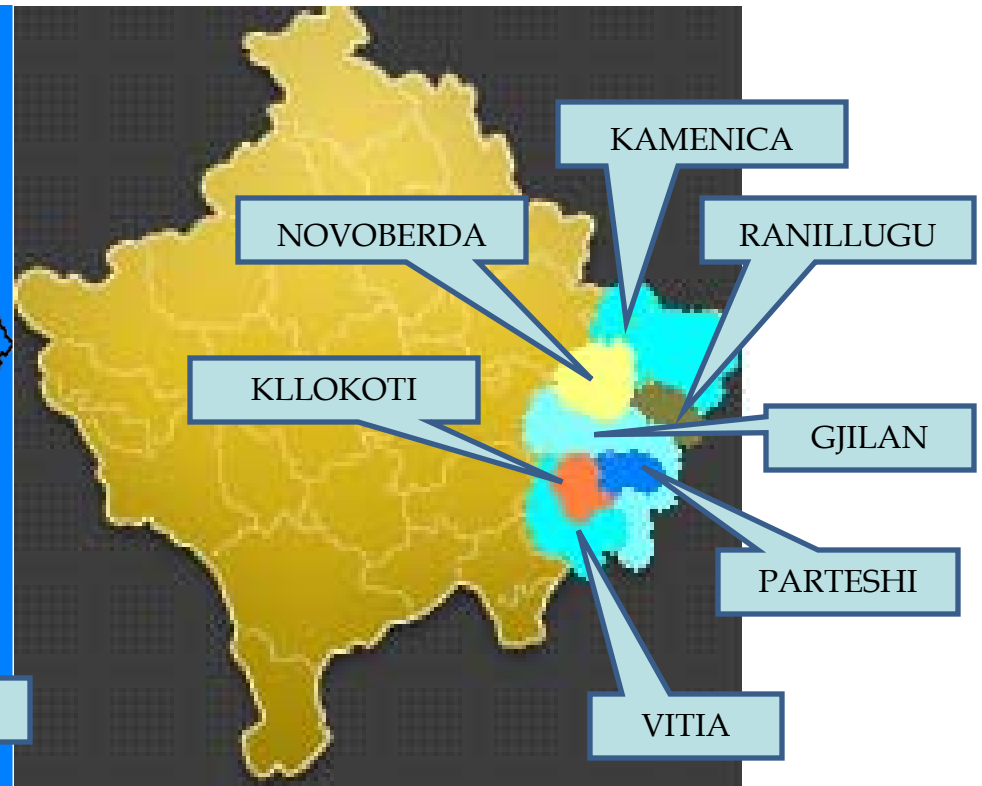 KAMENICA
NOVOBERDA
RANILLUGU
KLLOKOTI
GJILAN
PARTESHI
VITIA